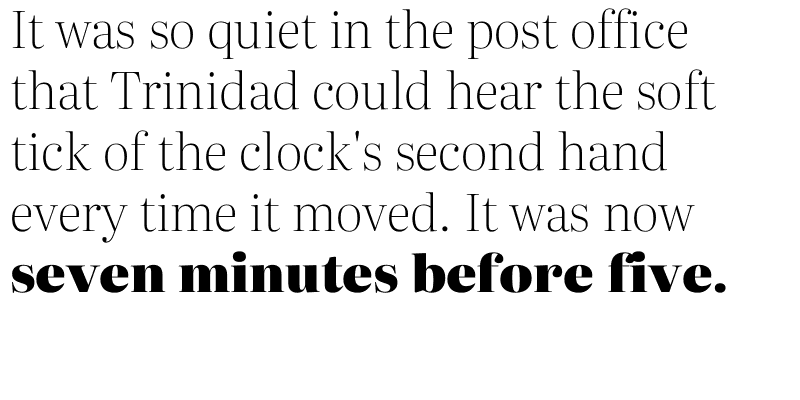 It was so quiet in the post office
that Trinidad could hear the soft
tick of the clock's second hand
every time it moved. It was now
seven minutes before five.